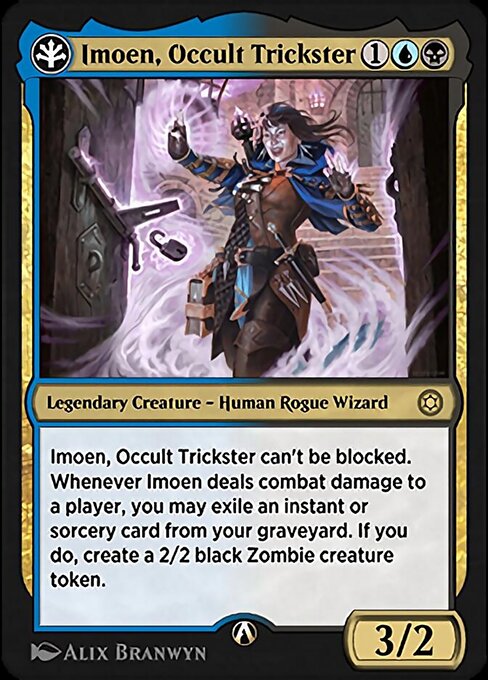 Imoen, Occult Trickster 1
Legendary Creature – Human Rogue Wizard
Imoen, Occult Trickster can't be blocked.
Whenever Imoen deals combat damage to
a player, you may exile an instant or
sorcery card from your graveyard. If you
do, create a 2/2 black Zombie creature
token.
3/2
Alix Branwyn